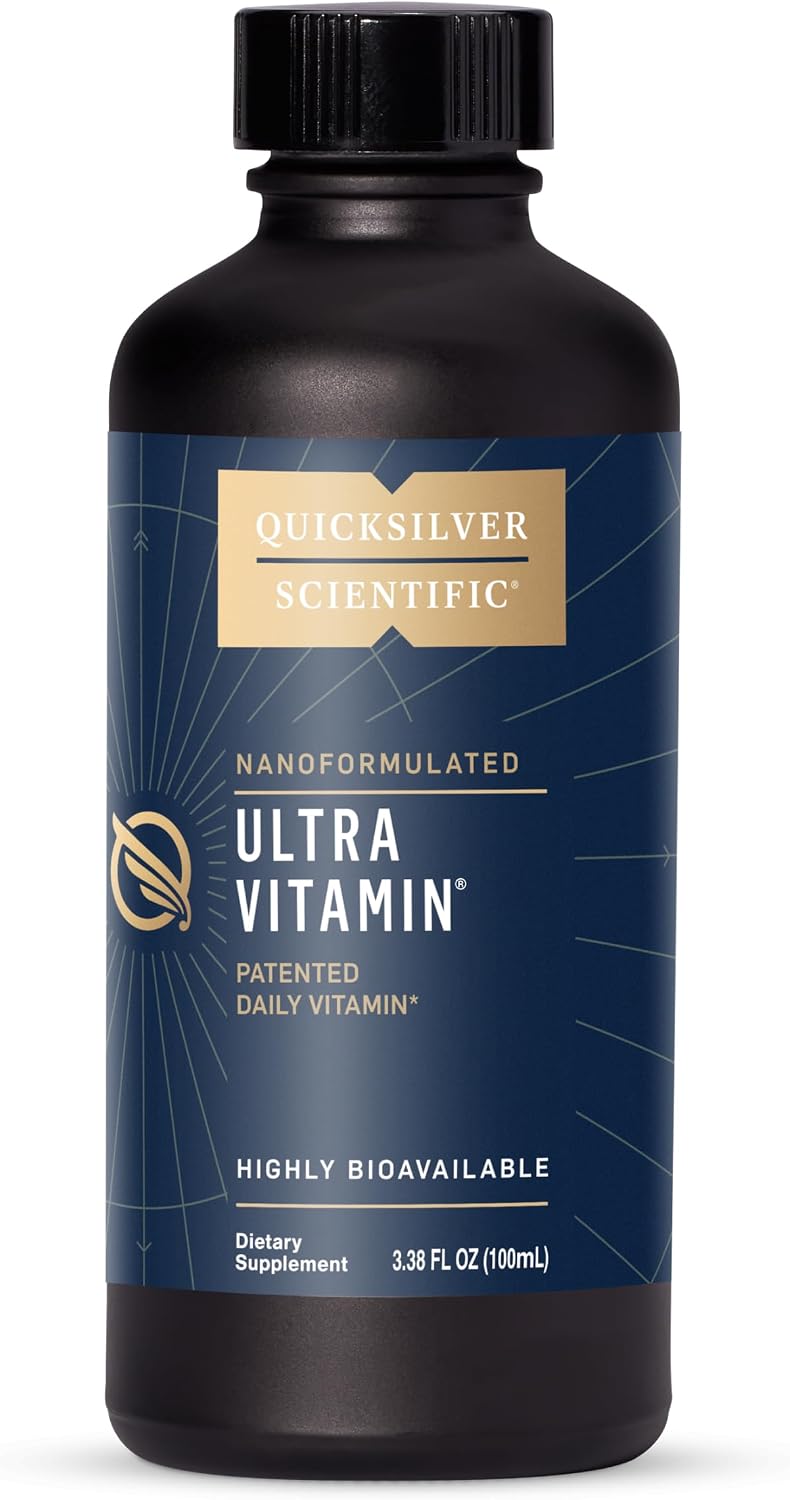 QUICKSILVER
SCIENTIFIC®
NANOFORMULATED
ULTRA
VITAMIN®
PATENTED
DAILY VITAMIN*
HIGHLY BIOAVAILABLE
Dietary
Supplement
3.38 FL OZ (100mL)